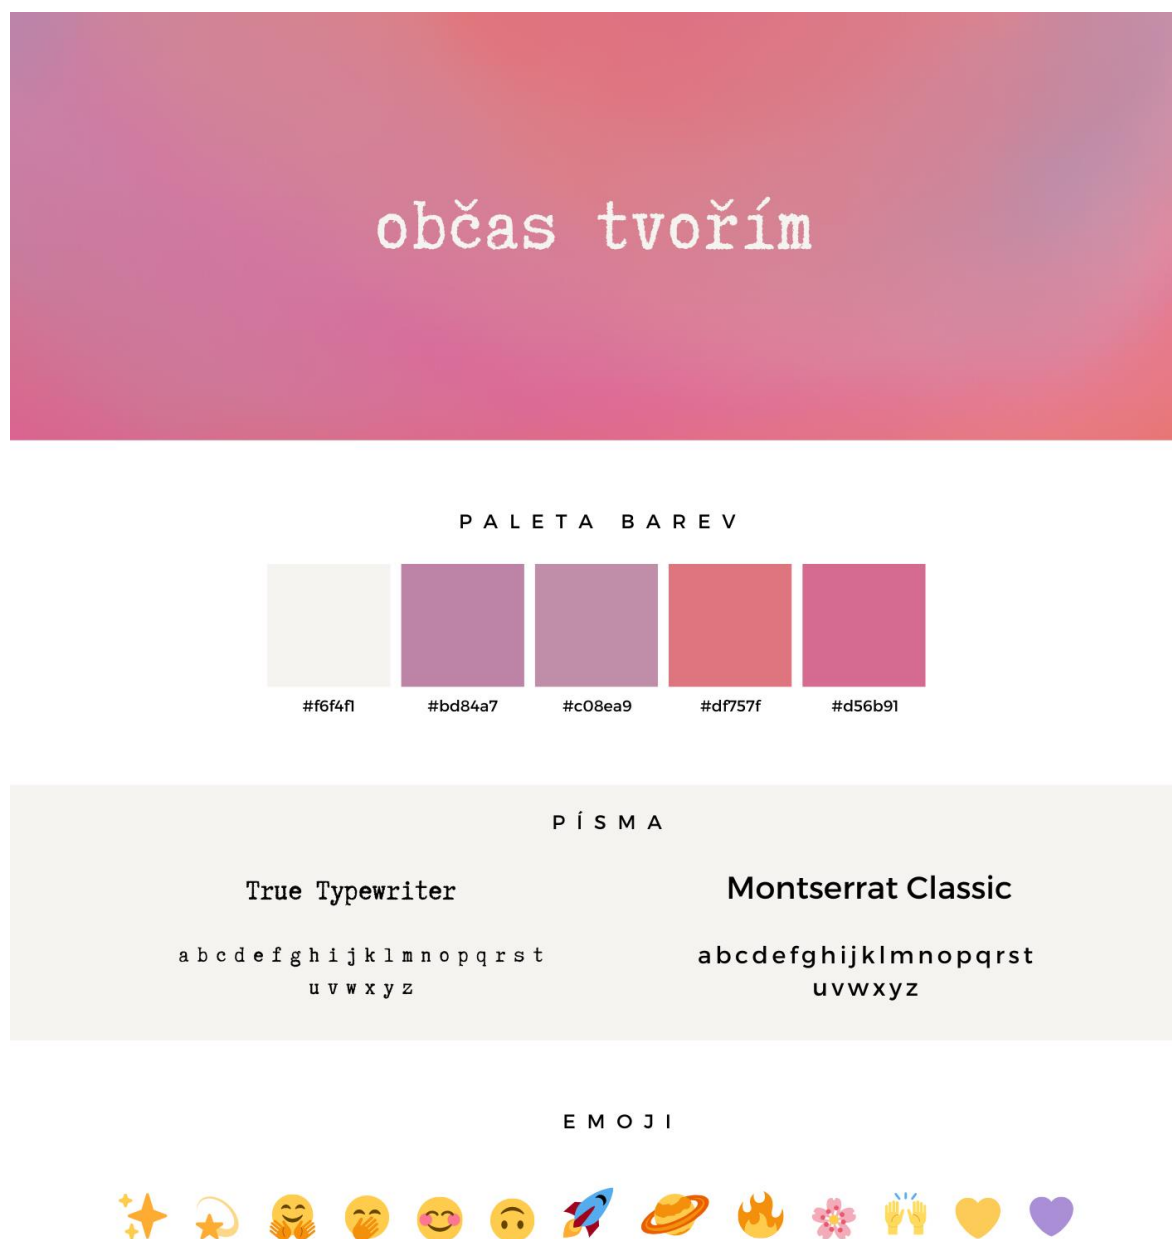 občas tvořím
PALETA BAREV
#f6f4f1 #bd84a7 #c08ea9 #df757f #d56b91
PÍSMA
True Typewriter
a b c d e f g h i j k l m n o p q r s t
u v w x y z
Montserrat Classic
abcdefghijklmnopqrst
uvwxyz
EMOJI